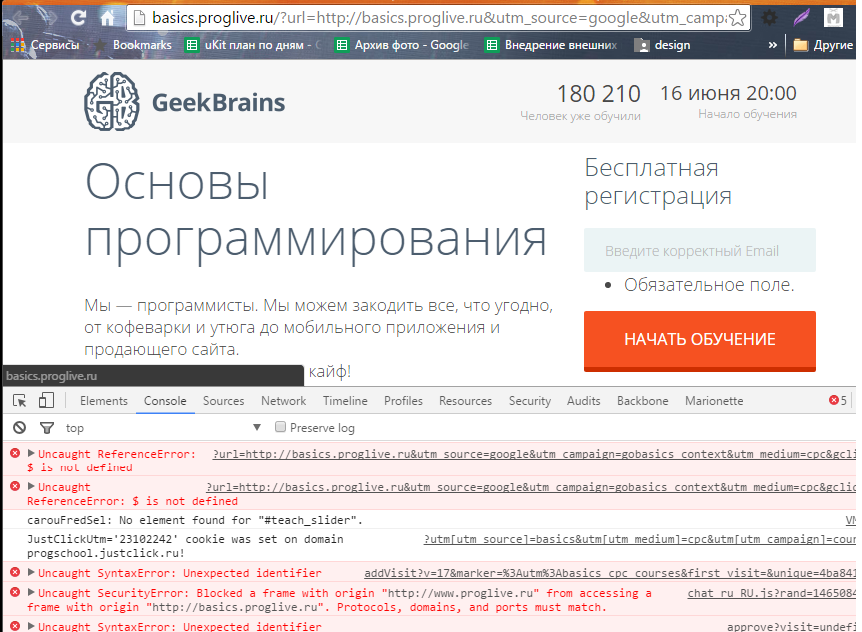 basics.proglive.ru/?url=http://basics.proglive.ru&utm_source=google&utm_campa
Сервисы Bookmarks uKit план по дням - Архив фото - Google Внедрение внешних design » Другие
GeekBrains
180 210
Человек уже обучили
16 июня 20:00
Начало обучения
Основы
программирования
Мы — программисты. Мы можем закодить все, что угодно,
от кофеварки и утюга до мобильного приложения и
продающего сайта.
кайф!
Бесплатная
регистрация
Введите корректный Email
• Обязательное поле.
НАЧАТЬ ОБУЧЕНИЕ
basics.proglive.ru
Elements Console Sources Network Timeline Profiles Resources Security Audits Backbone Marionette 5
top ▼ Preserve log
Uncaught ReferenceError: ?url=http://basics.proglive.ru&utm_source=google&utm_campaign=gobasics_context&utm_medium=cpc&gcli
$ is not defined
Uncaught ?url=http://basics.proglive.ru&utm_source=google&utm_campaign=gobasics_context&utm_medium=cpc&gclid
ReferenceError: $ is not defined
carouFredSel: No element found for "#teach_slider". VM
JustClickUtm='23102242' cookie was set on domain ?utm[utm_source]=basics&utm[utm_medium]=cpc&utm[utm_campaign]=cour
progschool.justclick.ru!
Uncaught SyntaxError: Unexpected identifier addVisit?v=17&marker=%3Autm%3Abasics_cpc_courses&first_visit=&unique=4ba841
Uncaught SecurityError: Blocked a frame with origin "http://www.proglive.ru" from accessing a chat_ru_RU.js?rand=1465084
frame with origin "http://basics.proglive.ru". Protocols, domains, and ports must match.
Uncaught SyntaxError: Unexpected identifier approve?visit=undefi